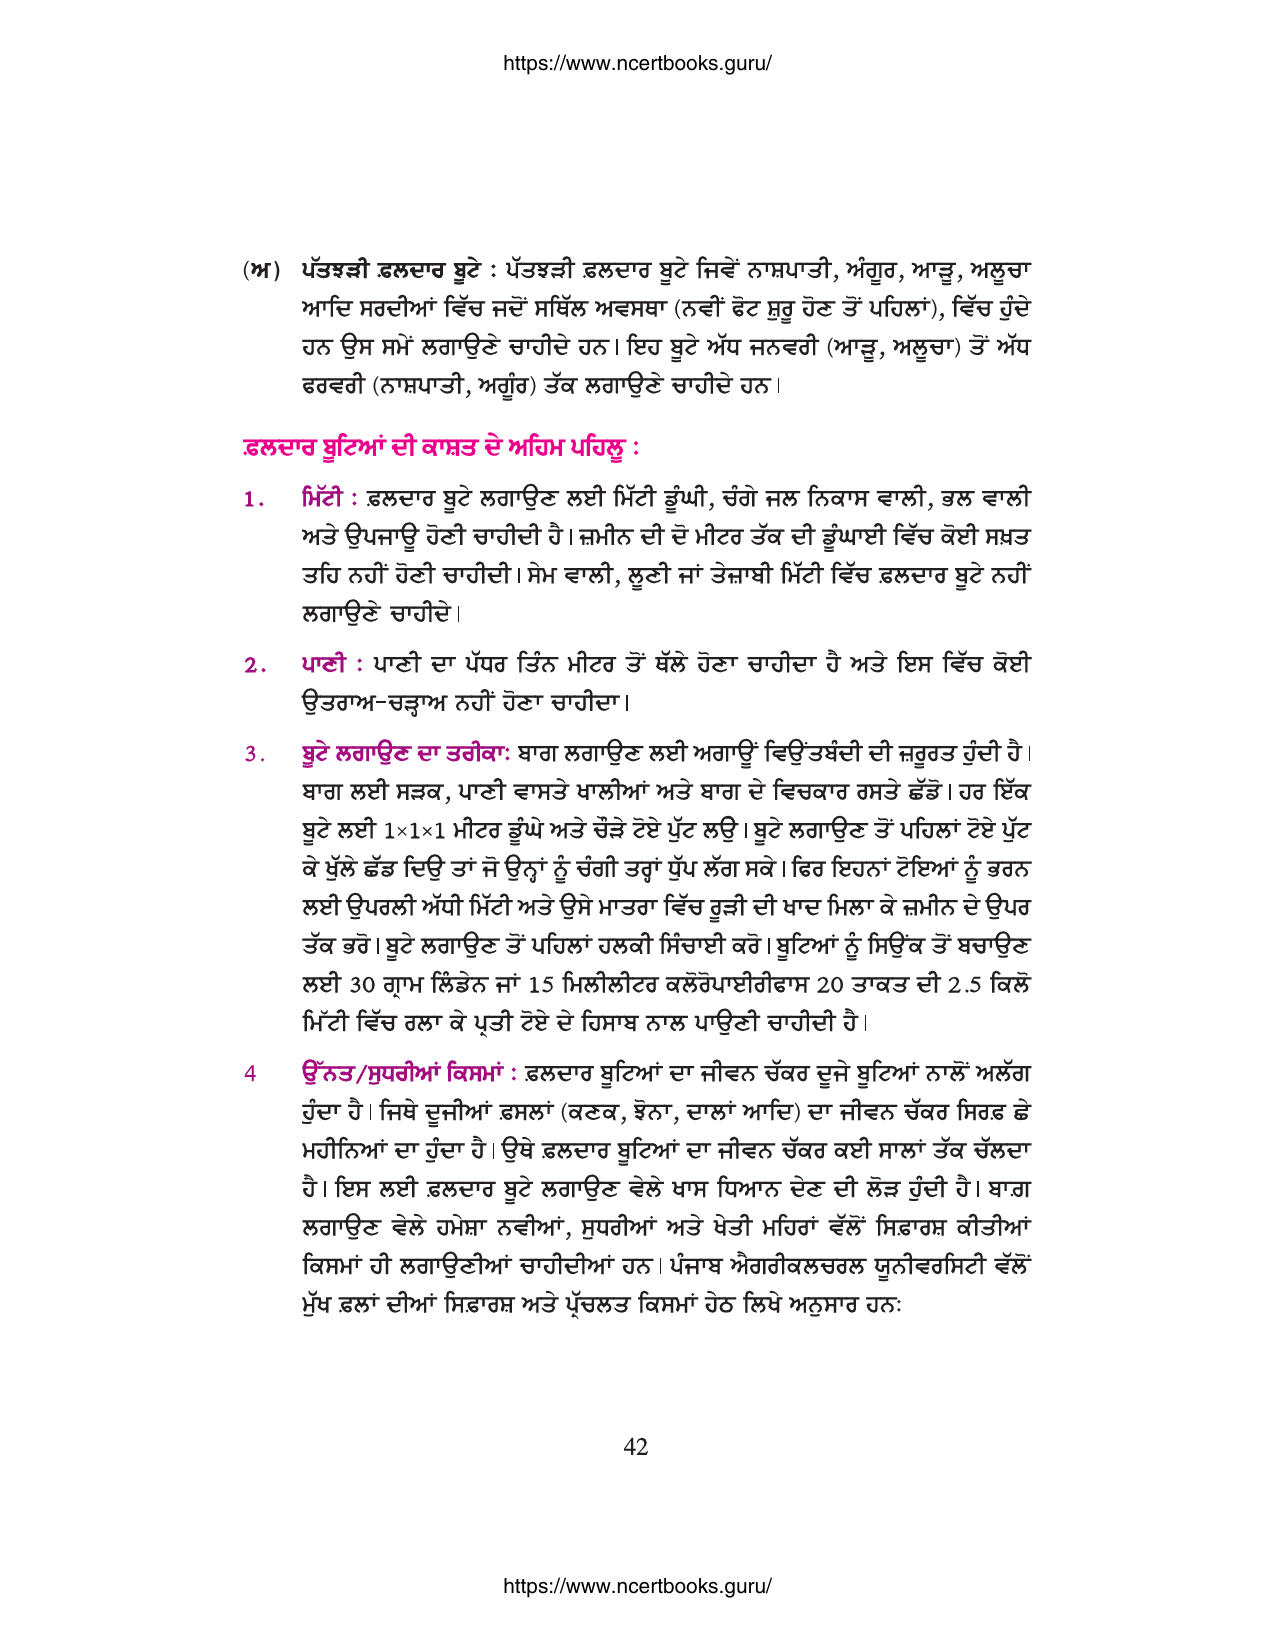 https://www.ncertbooks.guru/
(ਅ) ਪੱਤਝੜੀ ਫ਼ਲਦਾਰ ਬੂਟੇ : ਪੱਤਝੜੀ ਫ਼ਲਦਾਰ ਬੂਟੇ ਜਿਵੇਂ ਨਾਸ਼ਪਾਤੀ, ਅੰਗੂਰ, ਆੜੂ, ਅਲੂਚਾ
ਆਦਿ ਸਰਦੀਆਂ ਵਿੱਚ ਜਦੋਂ ਸਥਿੱਲ ਅਵਸਥਾ (ਨਵੀਂ ਫੋਟ ਸ਼ੁਰੂ ਹੋਣ ਤੋਂ ਪਹਿਲਾਂ), ਵਿੱਚ ਹੁੰਦੇ
ਹਨ ਉਸ ਸਮੇਂ ਲਗਾਉਣੇ ਚਾਹੀਦੇ ਹਨ। ਇਹ ਬੂਟੇ ਅੱਧ ਜਨਵਰੀ (ਆੜੂ, ਅਲੂਚਾ) ਤੋਂ ਅੱਧ
ਫਰਵਰੀ (ਨਾਸ਼ਪਾਤੀ, ਅਗੂੰਰ) ਤੱਕ ਲਗਾਉਣੇ ਚਾਹੀਦੇ ਹਨ।
ਫ਼ਲਦਾਰ ਬੂਟਿਆਂ ਦੀ ਕਾਸ਼ਤ ਦੇ ਅਹਿਮ ਪਹਿਲੂ :
1. ਮਿੱਟੀ : ਫ਼ਲਦਾਰ ਬੂਟੇ ਲਗਾਉਣ ਲਈ ਮਿੱਟੀ ਡੂੰਘੀ, ਚੰਗੇ ਜਲ ਨਿਕਾਸ ਵਾਲੀ, ਭਲ ਵਾਲੀ
ਅਤੇ ਉਪਜਾਊ ਹੋਣੀ ਚਾਹੀਦੀ ਹੈ। ਜ਼ਮੀਨ ਦੀ ਦੋ ਮੀਟਰ ਤੱਕ ਦੀ ਡੂੰਘਾਈ ਵਿੱਚ ਕੋਈ ਸਖ਼ਤ
ਤਹਿ ਨਹੀਂ ਹੋਣੀ ਚਾਹੀਦੀ। ਸੇਮ ਵਾਲੀ, ਲੂਣੀ ਜਾਂ ਤੇਜ਼ਾਬੀ ਮਿੱਟੀ ਵਿੱਚ ਫ਼ਲਦਾਰ ਬੂਟੇ ਨਹੀਂ
ਲਗਾਉਣੇ ਚਾਹੀਦੇ।
2. ਪਾਣੀ : ਪਾਣੀ ਦਾ ਪੱਧਰ ਤਿੰਨ ਮੀਟਰ ਤੋਂ ਥੱਲੇ ਹੋਣਾ ਚਾਹੀਦਾ ਹੈ ਅਤੇ ਇਸ ਵਿੱਚ ਕੋਈ
ਉਤਰਾਅ-ਚੜ੍ਹਾਅ ਨਹੀਂ ਹੋਣਾ ਚਾਹੀਦਾ।
3. ਬੂਟੇ ਲਗਾਉਣ ਦਾ ਤਰੀਕਾ: ਬਾਗ ਲਗਾਉਣ ਲਈ ਅਗਾਊਂ ਵਿਉਂਤਬੰਦੀ ਦੀ ਜ਼ਰੂਰਤ ਹੁੰਦੀ ਹੈ।
ਬਾਗ ਲਈ ਸੜਕ, ਪਾਣੀ ਵਾਸਤੇ ਖਾਲੀਆਂ ਅਤੇ ਬਾਗ ਦੇ ਵਿਚਕਾਰ ਰਸਤੇ ਛੱਡੋ। ਹਰ ਇੱਕ
ਬੂਟੇ ਲਈ 1×1×1 ਮੀਟਰ ਡੂੰਘੇ ਅਤੇ ਚੌੜੇ ਟੋਏ ਪੁੱਟ ਲਉ। ਬੂਟੇ ਲਗਾਉਣ ਤੋਂ ਪਹਿਲਾਂ ਟੋਏ ਪੁੱਟ
ਕੇ ਖੁੱਲੇ ਛੱਡ ਦਿਉ ਤਾਂ ਜੋ ਉਨ੍ਹਾਂ ਨੂੰ ਚੰਗੀ ਤਰ੍ਹਾਂ ਧੁੱਪ ਲੱਗ ਸਕੇ। ਫਿਰ ਇਹਨਾਂ ਟੋਇਆਂ ਨੂੰ ਭਰਨ
ਲਈ ਉਪਰਲੀ ਅੱਧੀ ਮਿੱਟੀ ਅਤੇ ਉਸੇ ਮਾਤਰਾ ਵਿੱਚ ਰੂੜੀ ਦੀ ਖਾਦ ਮਿਲਾ ਕੇ ਜ਼ਮੀਨ ਦੇ ਉਪਰ
ਤੱਕ ਭਰੋ। ਬੂਟੇ ਲਗਾਉਣ ਤੋਂ ਪਹਿਲਾਂ ਹਲਕੀ ਸਿੰਚਾਈ ਕਰੋ। ਬੂਟਿਆਂ ਨੂੰ ਸਿਉਂਕ ਤੋਂ ਬਚਾਉਣ
ਲਈ 30 ਗ੍ਰਾਮ ਲਿੰਡੇਨ ਜਾਂ 15 ਮਿਲੀਲੀਟਰ ਕਲੋਰੋਪਾਈਰੀਫਾਸ 20 ਤਾਕਤ ਦੀ 2.5 ਕਿਲੋ
ਮਿੱਟੀ ਵਿੱਚ ਰਲਾ ਕੇ ਪ੍ਰਤੀ ਟੋਏ ਦੇ ਹਿਸਾਬ ਨਾਲ ਪਾਉਣੀ ਚਾਹੀਦੀ ਹੈ।
4 ਉੱਨਤ/ਸੁਧਰੀਆਂ ਕਿਸਮਾਂ : ਫ਼ਲਦਾਰ ਬੂਟਿਆਂ ਦਾ ਜੀਵਨ ਚੱਕਰ ਦੂਜੇ ਬੂਟਿਆਂ ਨਾਲੋਂ ਅਲੱਗ
ਹੁੰਦਾ ਹੈ। ਜਿਥੇ ਦੂਜੀਆਂ ਫ਼ਸਲਾਂ (ਕਣਕ, ਝੋਨਾ, ਦਾਲਾਂ ਆਦਿ) ਦਾ ਜੀਵਨ ਚੱਕਰ ਸਿਰਫ਼ ਛੇ
ਮਹੀਨਿਆਂ ਦਾ ਹੁੰਦਾ ਹੈ। ਉਥੇ ਫ਼ਲਦਾਰ ਬੂਟਿਆਂ ਦਾ ਜੀਵਨ ਚੱਕਰ ਕਈ ਸਾਲਾਂ ਤੱਕ ਚੱਲਦਾ
ਹੈ। ਇਸ ਲਈ ਫ਼ਲਦਾਰ ਬੂਟੇ ਲਗਾਉਣ ਵੇਲੇ ਖਾਸ ਧਿਆਨ ਦੇਣ ਦੀ ਲੋੜ ਹੁੰਦੀ ਹੈ। ਬਾਗ਼
ਲਗਾਉਣ ਵੇਲੇ ਹਮੇਸ਼ਾ ਨਵੀਆਂ, ਸੁਧਰੀਆਂ ਅਤੇ ਖੇਤੀ ਮਹਿਰਾਂ ਵੱਲੋਂ ਸਿਫ਼ਾਰਸ਼ ਕੀਤੀਆਂ
ਕਿਸਮਾਂ ਹੀ ਲਗਾਉਣੀਆਂ ਚਾਹੀਦੀਆਂ ਹਨ। ਪੰਜਾਬ ਐਗਰੀਕਲਚਰਲ ਯੂਨੀਵਰਸਿਟੀ ਵੱਲੋਂ
ਮੁੱਖ ਫ਼ਲਾਂ ਦੀਆਂ ਸਿਫ਼ਾਰਸ਼ ਅਤੇ ਪ੍ਰੱਚਲਤ ਕਿਸਮਾਂ ਹੇਠ ਲਿਖੇ ਅਨੁਸਾਰ ਹਨ:
42
https://www.ncertbooks.guru/